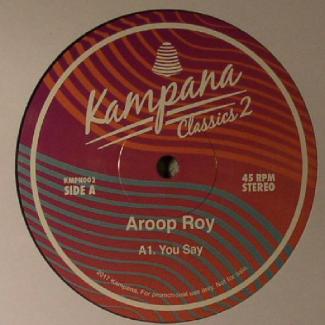 Kampana
Classics 2
KMPN002
SIDE A
45 RPM
STEREO
Aroop Roy
A1. You Say
2017 Kampana. For promotional use only. Not for sale.